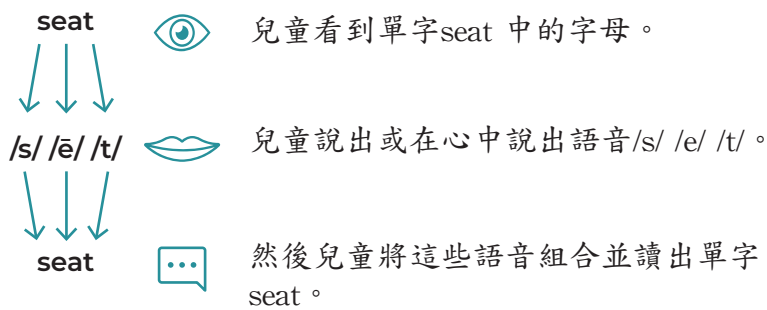 seat
兒童看到單字seat 中的字母。
/s/ /ē/ /t/
兒童說出或在心中說出語音/s/ /e/ /t/。
seat
然後兒童將這些語音組合並讀出單字
seat。